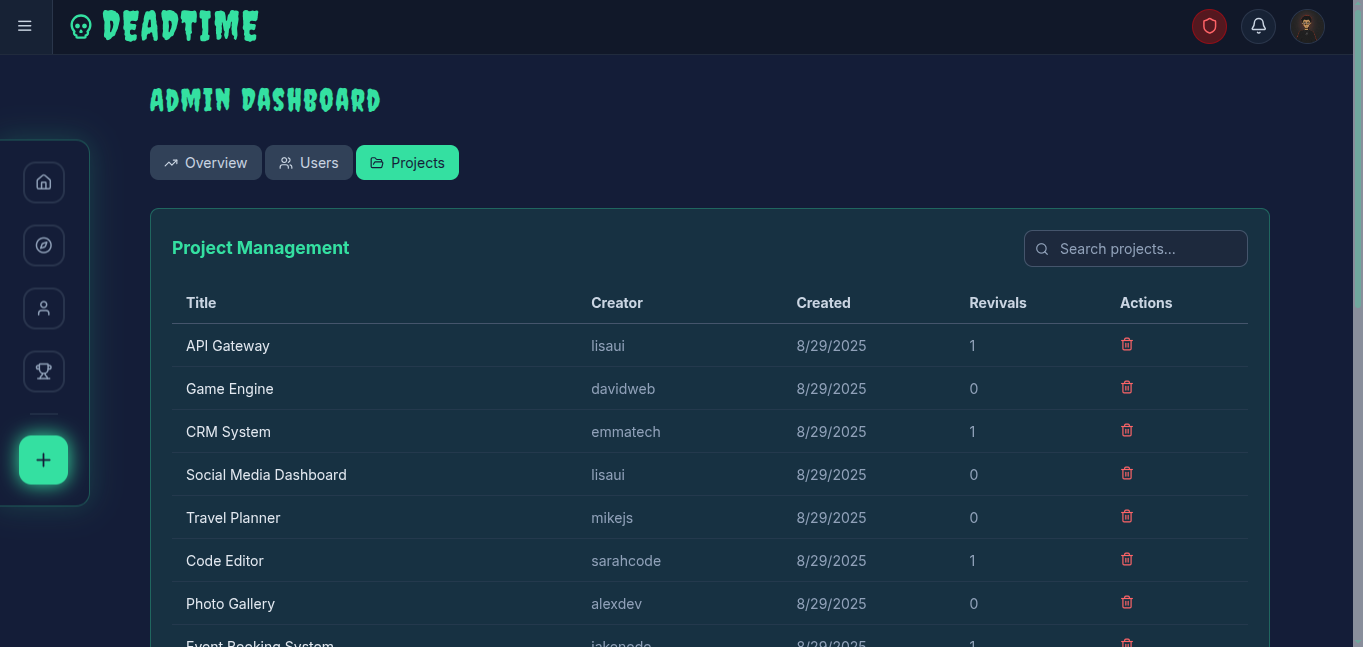 DEADTIME
ADMIN DASHBOARD
Overview Users Projects
Project Management Search projects...
Title Creator Created Revivals Actions
API Gateway lisaui 8/29/2025 1
Game Engine davidweb 8/29/2025 0
CRM System emmatech 8/29/2025 1
Social Media Dashboard lisaui 8/29/2025 0
Travel Planner mikejs 8/29/2025 0
Code Editor sarahcode 8/29/2025 1
Photo Gallery alexdev 8/29/2025 0
Event Booking System jakenode 8/29/2025 1